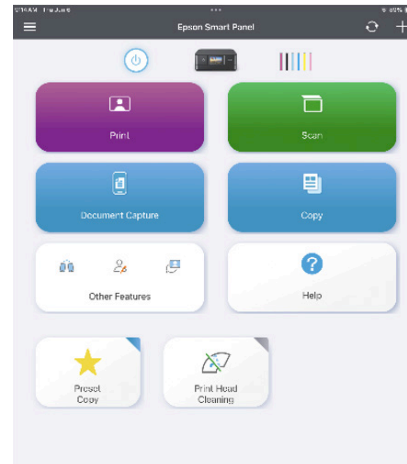 Epson Smart Panel
Print
Scan
Document Capture
Copy
Other Features
Help
Preset
Copy
Print Head
Cleaning